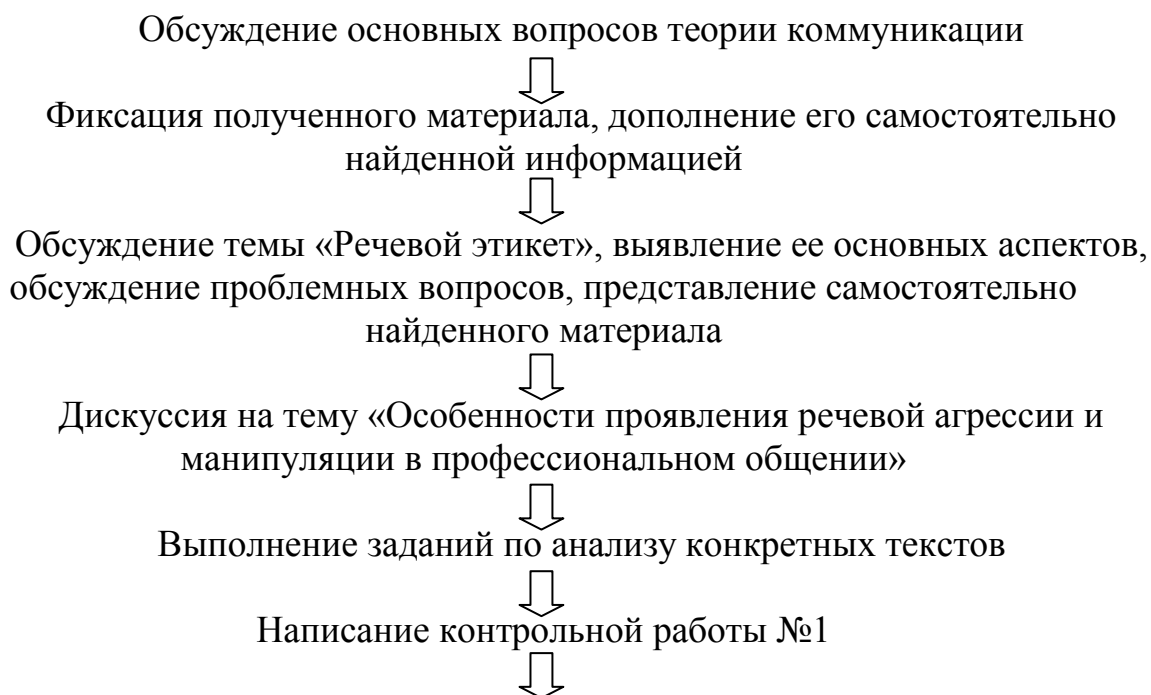 Обсуждение основных вопросов теории коммуникации
Фиксация полученного материала, дополнение его самостоятельно
найденной информацией
Обсуждение темы «Речевой этикет», выявление ее основных аспектов,
обсуждение проблемных вопросов, представление самостоятельно
найденного материала
Дискуссия на тему «Особенности проявления речевой агрессии и
манипуляции в профессиональном общении»
Выполнение заданий по анализу конкретных текстов
Написание контрольной работы №1